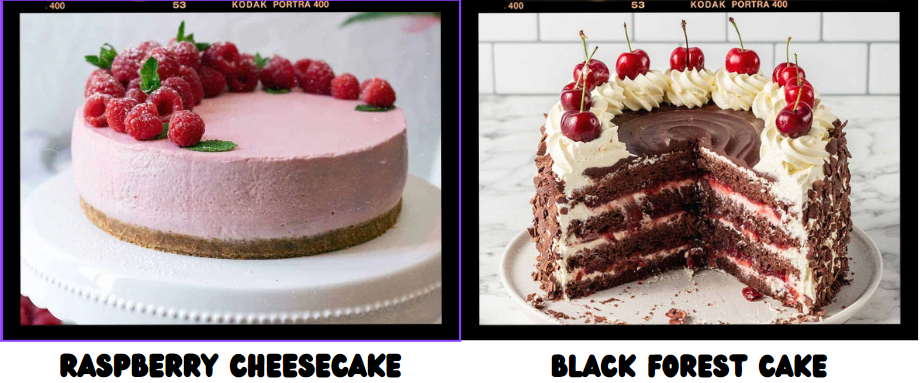 . 400 53 KODAK PORTRA 400
. 400 53 KODAK PORTRA 400
RASPBERRY CHEESECAKE
BLACK FOREST CAKE